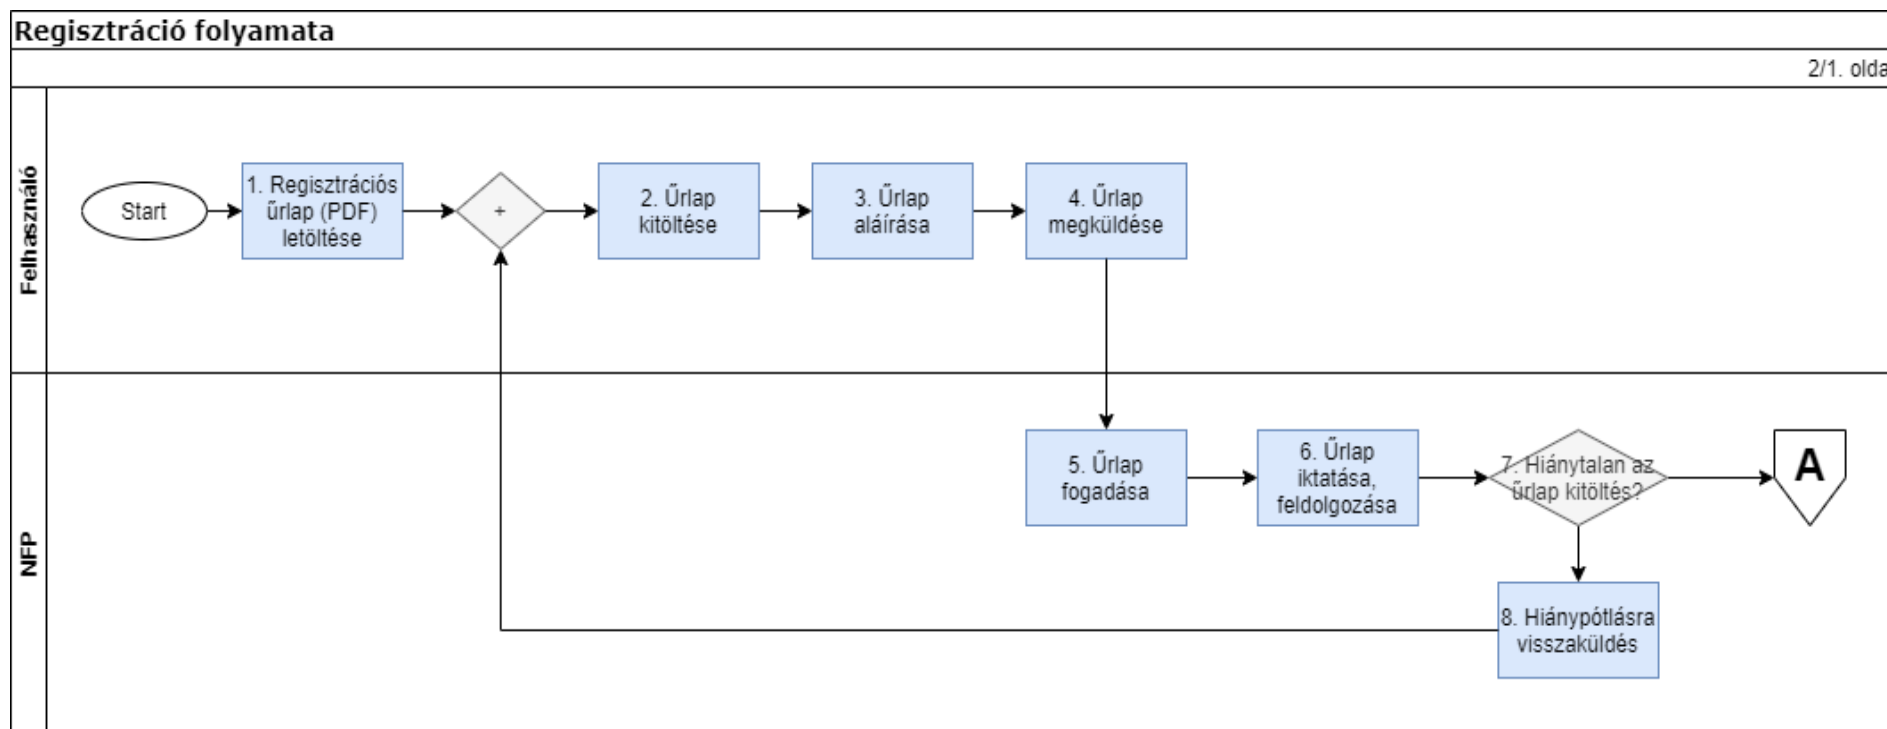 Regisztráció folyamata
2/1. olda
Felhasználó
Start
1. Regisztrációs
űrlap (PDF)
letöltése
+
2. Űrlap
kitöltése
3. Űrlap
aláírása
4. Űrlap
megküldése
NFP
5. Űrlap
fogadása
6. Űrlap
iktatása,
feldolgozása
7. Hiánytalan az
űrlap kitöltés?
A
8. Hiánypótlásra
visszaküldés